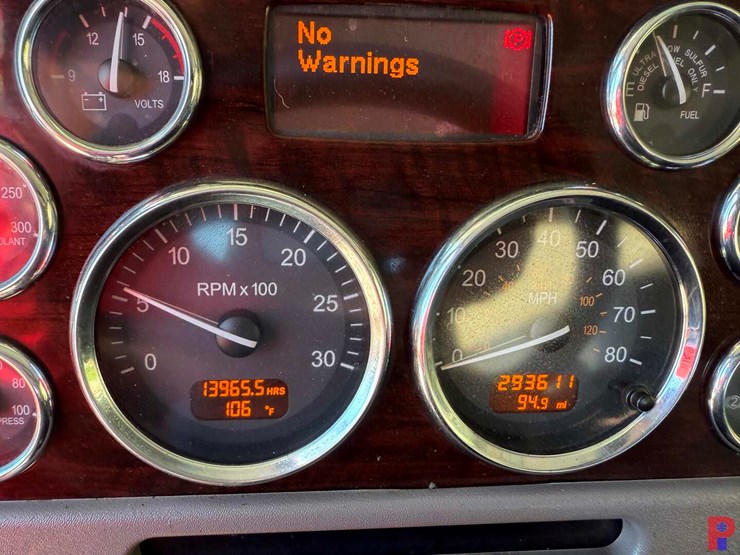 No
Warnings
9
12
15
18
VOLTS
ULTRA LOW SULFUR
DIESEL FUEL ONLY
E
F
FUEL
250
300
OLANT
80
100
PRESS
0
5
10
15
20
25
30
RPM x 100
13965.5 HRS
106 °F
0
10
20
30
40
50
60
70
80
MPH
100
120
293611
94.9 mi